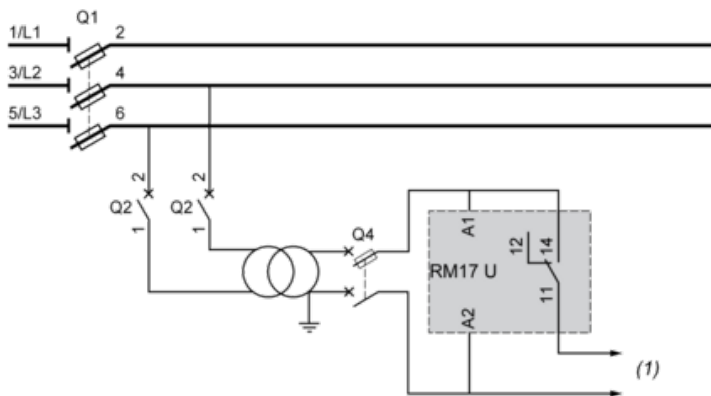 Q1
1/L1 2
3/L2 4
5/L3 6
2 2
Q2 Q2 Q4
1 1
A1
12 14
RM17 U
11
A2
(1)